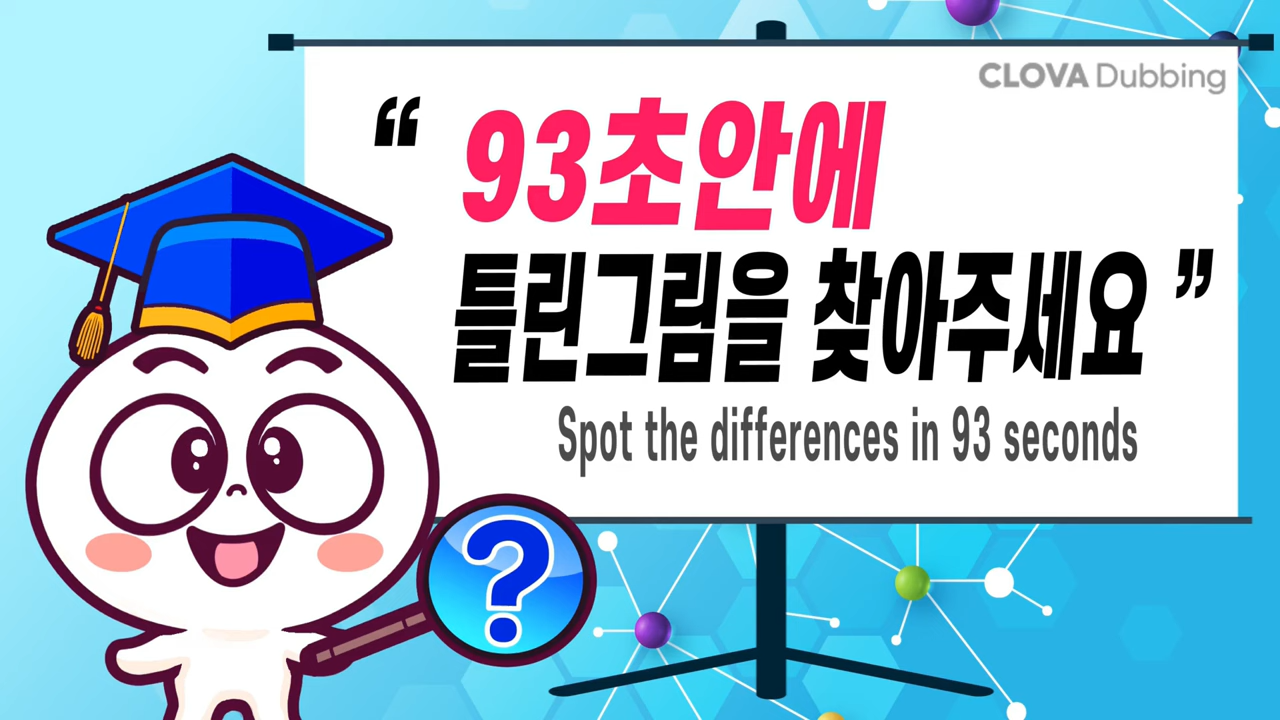 CLOVA Dubbing
“ 93초안에
틀린그림을 찾아주세요 ”
Spot the differences in 93 seconds
?